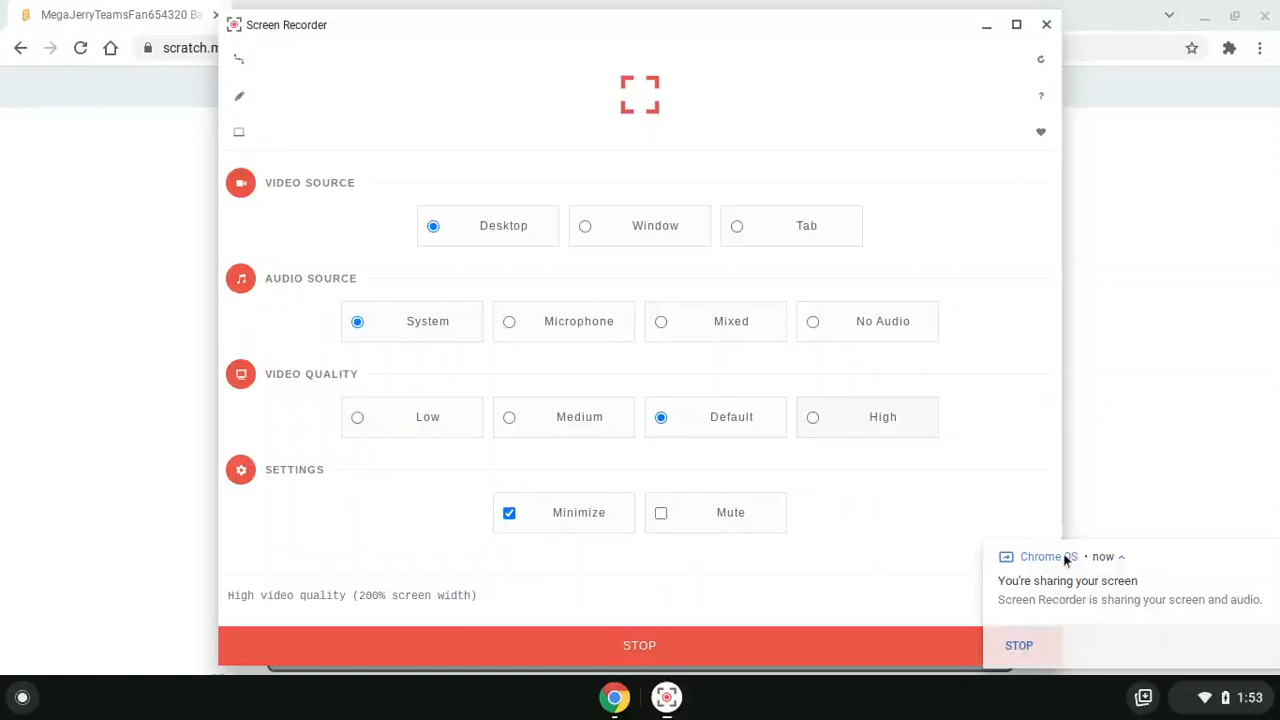 MegaJerryTeamsFan654320 Ba
Screen Recorder
scratch.m
?
VIDEO SOURCE
Desktop
Window
Tab
AUDIO SOURCE
System
Microphone
Mixed
No Audio
VIDEO QUALITY
Low
Medium
Default
High
SETTINGS
Minimize
Mute
Chrome OS • now
You're sharing your screen
Screen Recorder is sharing your screen and audio.
High video quality (200% screen width)
STOP
STOP
1:53